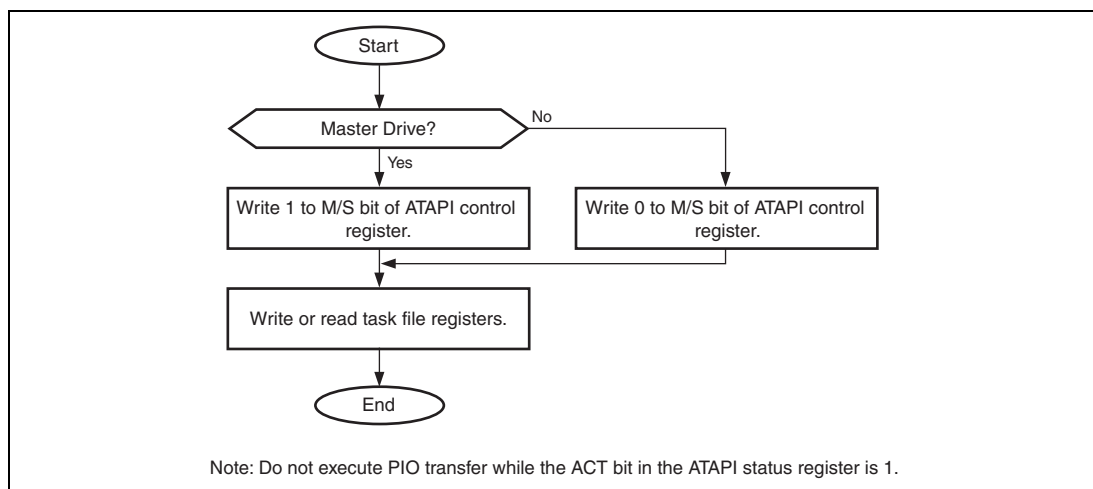 Start
Master Drive?
No
Yes
Write 1 to M/S bit of ATAPI control
register.
Write 0 to M/S bit of ATAPI control
register.
Write or read task file registers.
End
Note: Do not execute PIO transfer while the ACT bit in the ATAPI status register is 1.